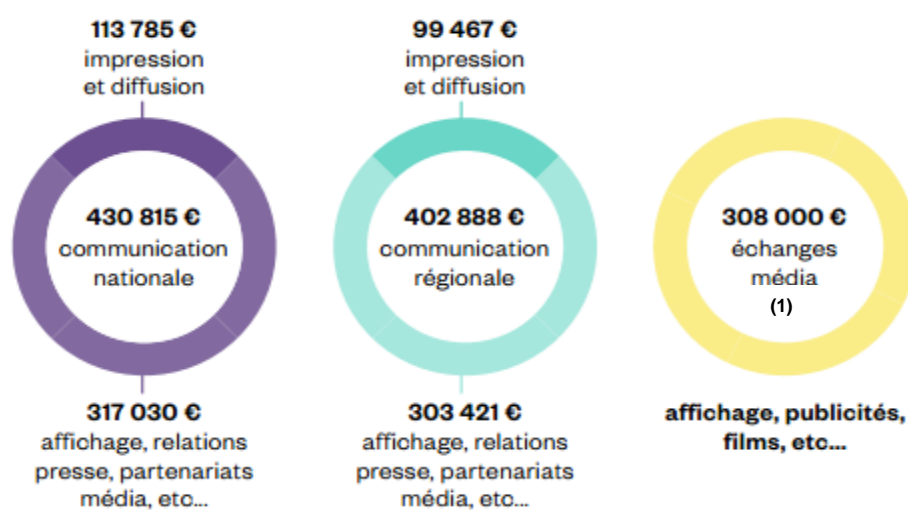 113 785 €
impression
et diffusion
430 815 €
communication
nationale
317 030 €
affichage, relations
presse, partenariats
média, etc...
99 467 €
impression
et diffusion
402 888 €
communication
régionale
303 421 €
affichage, relations
presse, partenariats
média, etc...
308 000 €
échanges
média
(1)
affichage, publicités,
films, etc...